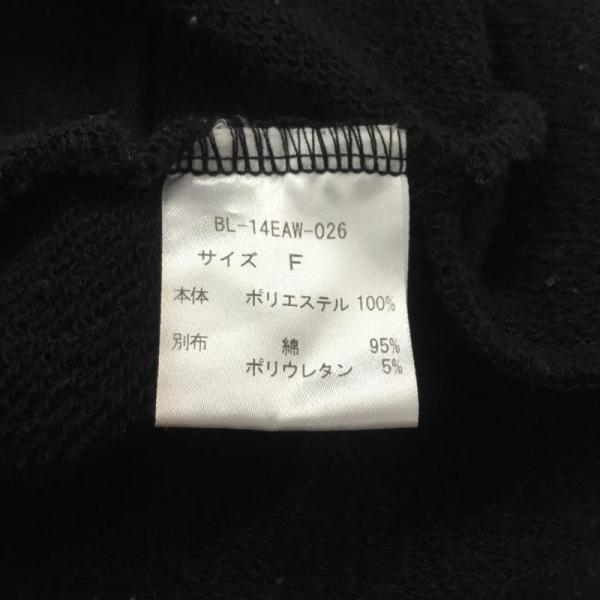 BL-14EAW-026
サイズ F
本体 ポリエステル 100%
別布 綿 95%
ポリウレタン 5%